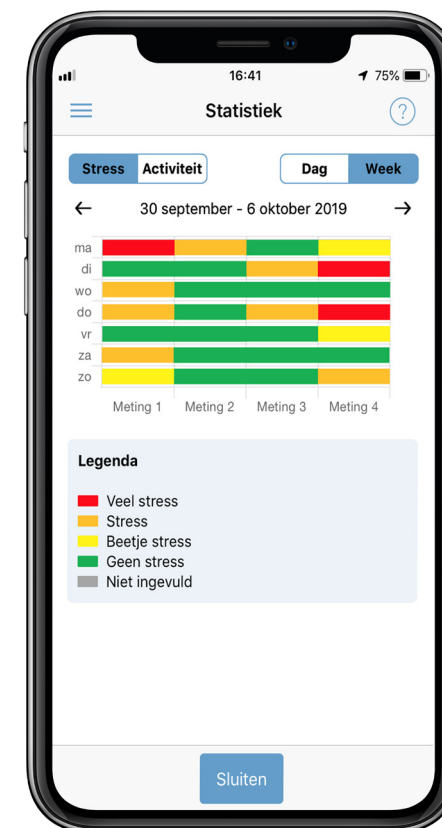 16:41 75%
Statistiek ?
Stress Activiteit Dag Week
← 30 september - 6 oktober 2019 →
ma
di
wo
do
vr
za
zo
Meting 1 Meting 2 Meting 3 Meting 4
Legenda
Veel stress
Stress
Beetje stress
Geen stress
Niet ingevuld
Sluiten